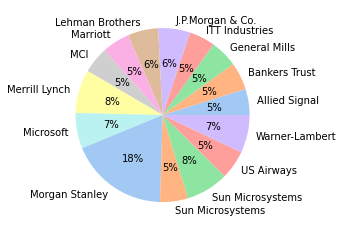 J.P.Morgan & Co.
ITT Industries
General Mills
Bankers Trust
Allied Signal
Warner-Lambert
US Airways
Sun Microsystems
Sun Microsystems
Morgan Stanley
Microsoft
Merrill Lynch
MCI
Marriott
Lehman Brothers
6%
5%
5%
5%
5%
7%
5%
8%
5%
18%
7%
8%
5%
5%
6%